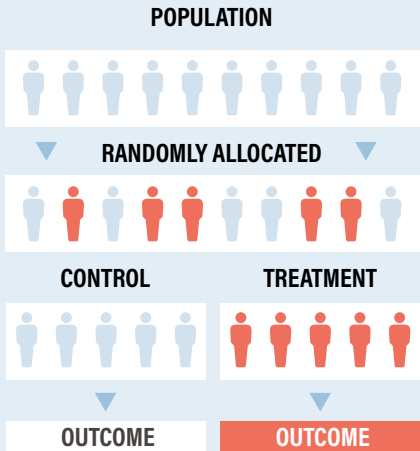 POPULATION
RANDOMLY ALLOCATED
CONTROL
TREATMENT
OUTCOME
OUTCOME